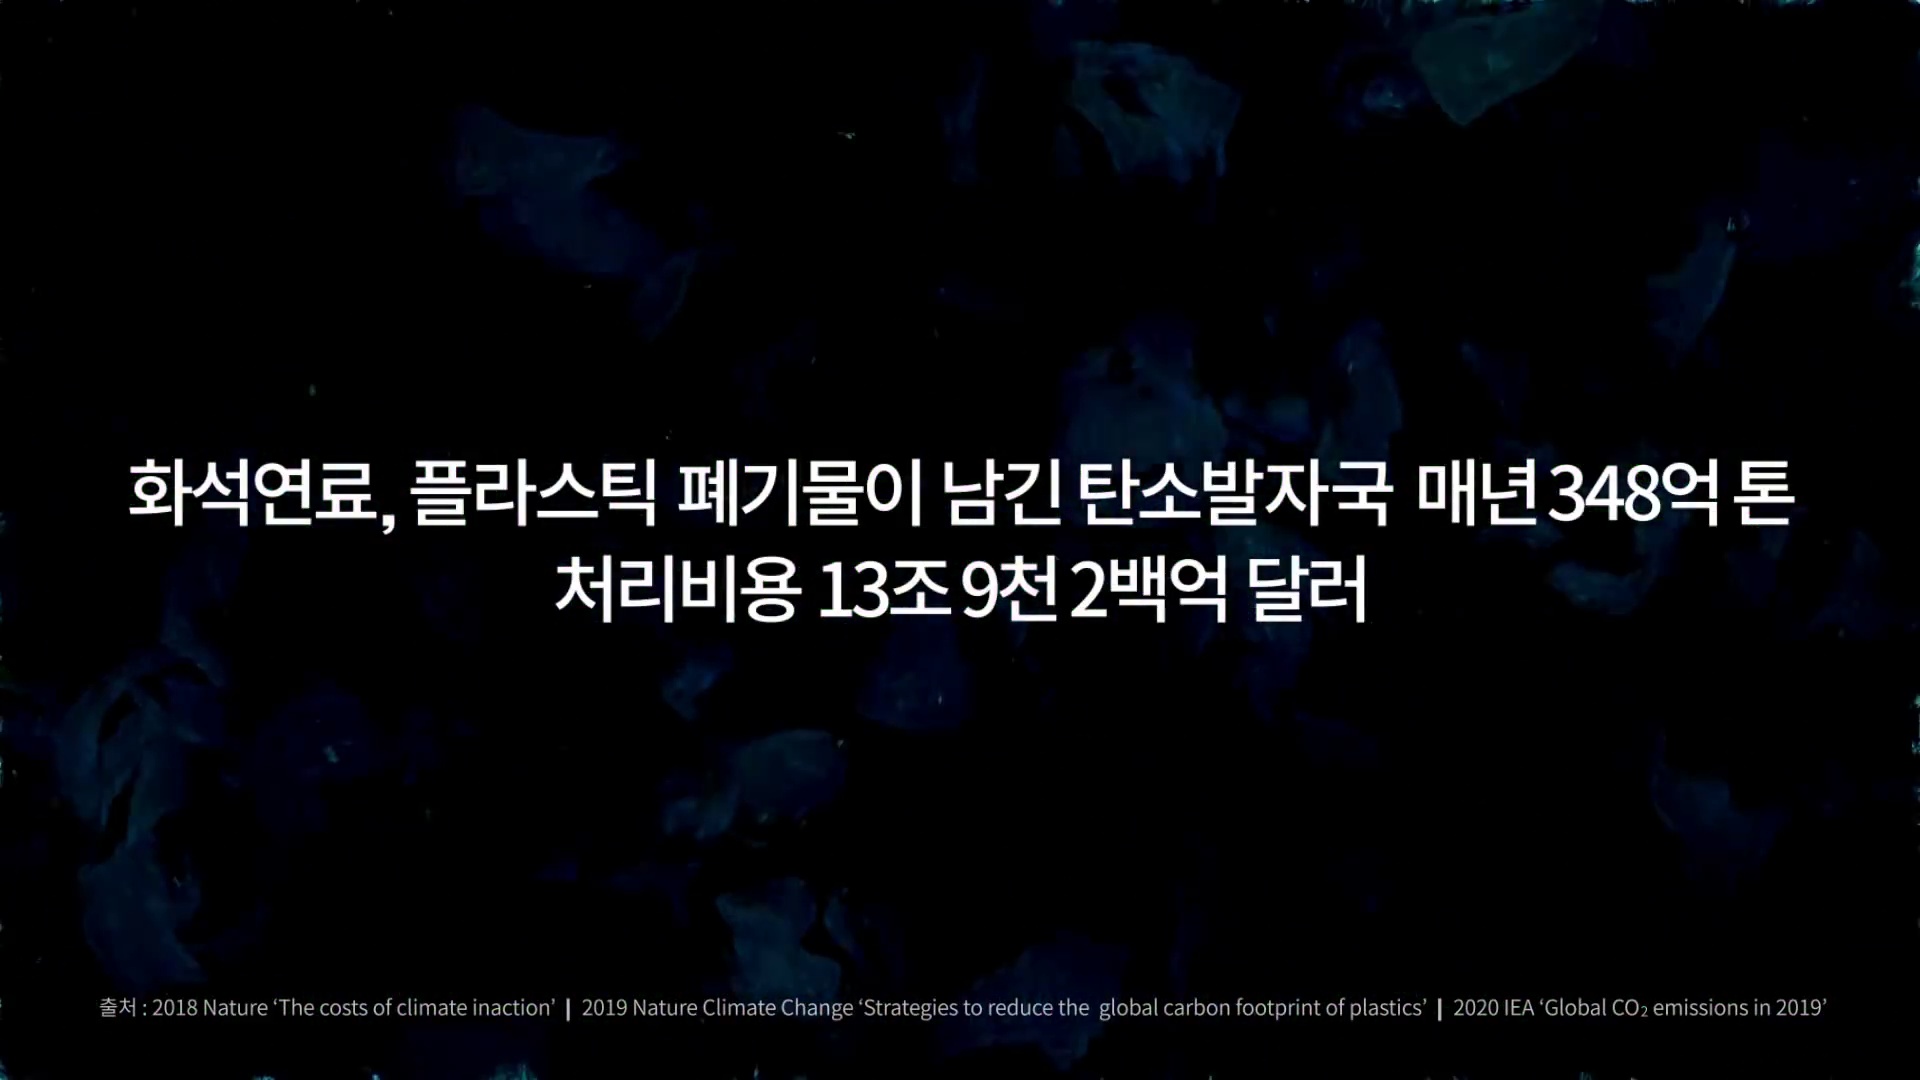 화석연료, 플라스틱 폐기물이 남긴 탄소발자국 매년 348억 톤
처리비용 13조 9천 2백억 달러
출처 : 2018 Nature ‘The costs of climate inaction’ | 2019 Nature Climate Change ‘Strategies to reduce the global carbon footprint of plastics’ | 2020 IEA ‘Global CO₂ emissions in 2019’